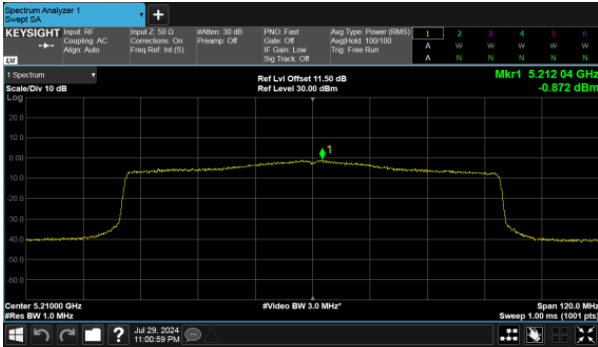 Spectrum Analyzer 1
Swept SA
+
KEYSIGHT
Input: RF
Coupling: AC
Align: Auto
Input Z: 50 Ω
Corrections: On
Freq Ref: Int (S)
#Atten: 30 dB
Preamp: Off
PNO: Fast
Gate: Off
IF Gain: Low
Sig Track: Off
Avg Type: Power (RMS)
Avg|Hold: 100/100
Trig: Free Run
1 2 3 4 5 6
A W W W W W
A N N N N N
LXI
1 Spectrum
Scale/Div 10 dB
Ref Lvl Offset 11.50 dB
Ref Level 30.00 dBm
Mkr1 5.212 04 GHz
-0.872 dBm
Log
20.0
10.0
0.00
-10.0
-20.0
-30.0
-40.0
-50.0
-60.0
1
Center 5.21000 GHz
#Res BW 1.0 MHz
#Video BW 3.0 MHz*
Span 120.0 MHz
Sweep 1.00 ms (1001 pts)
?
Jul 29, 2024
11:00:59 PM